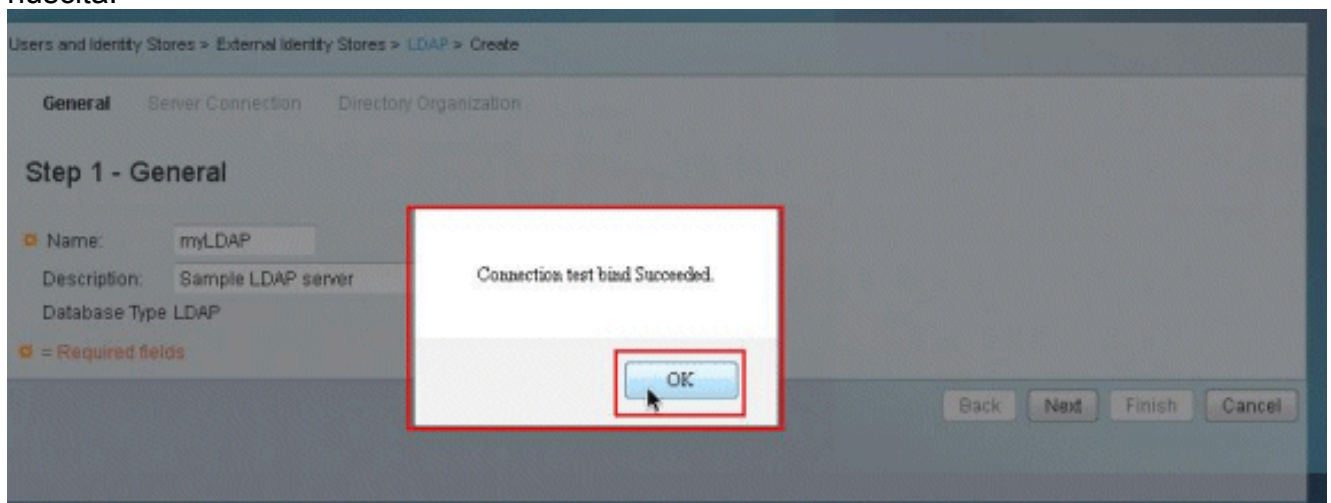 riuscita.
Users and Identity Stores > External Identity Stores > LDAP > Create
General Server Connection Directory Organization
Step 1 - General
Name: myLDAP
Description: Sample LDAP server
Database Type LDAP
= Required fields
Connection test bind Succeeded.
OK
Back Next Finish Cancel